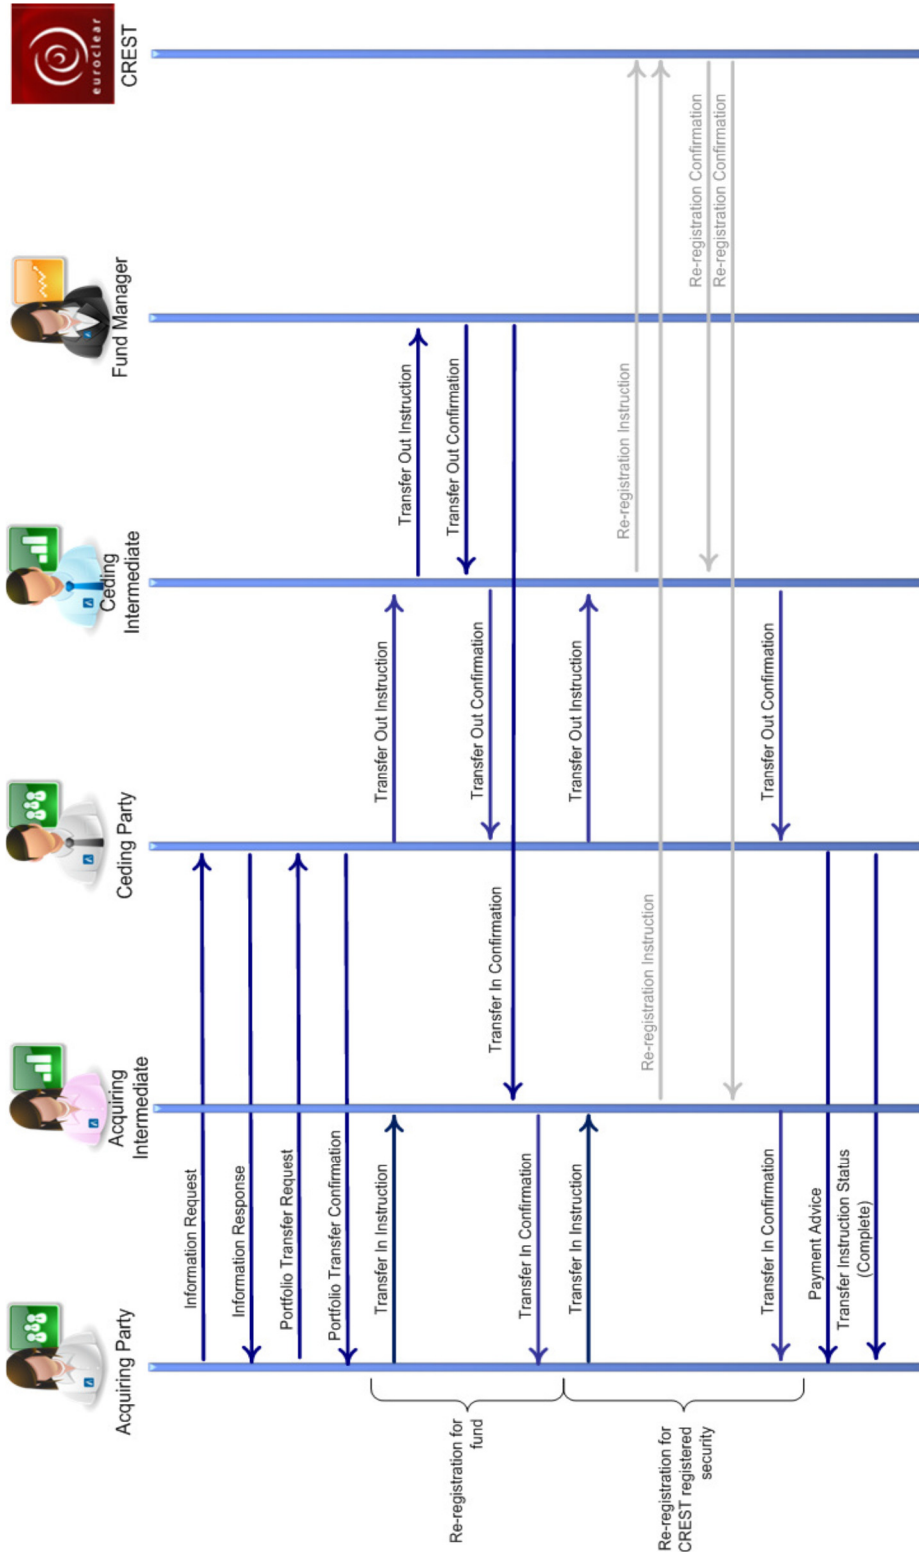 Acquiring Party
Acquiring
Intermediate
Ceding Party
Ceding
Intermediate
Fund Manager
euroclear
CREST
Information Request
Information Response
Portfolio Transfer Request
Portfolio Transfer Confirmation
Re-registration for
fund
Transfer In Instruction
Transfer Out Instruction
Transfer Out Instruction
Transfer Out Confirmation
Transfer Out Confirmation
Transfer In Confirmation
Transfer In Confirmation
Re-registration for
CREST registered
security
Transfer In Instruction
Transfer Out Instruction
Re-registration Instruction
Re-registration Instruction
Re-registration Confirmation
Re-registration Confirmation
Transfer In Confirmation
Transfer Out Confirmation
Payment Advice
Transfer Instruction Status
(Complete)